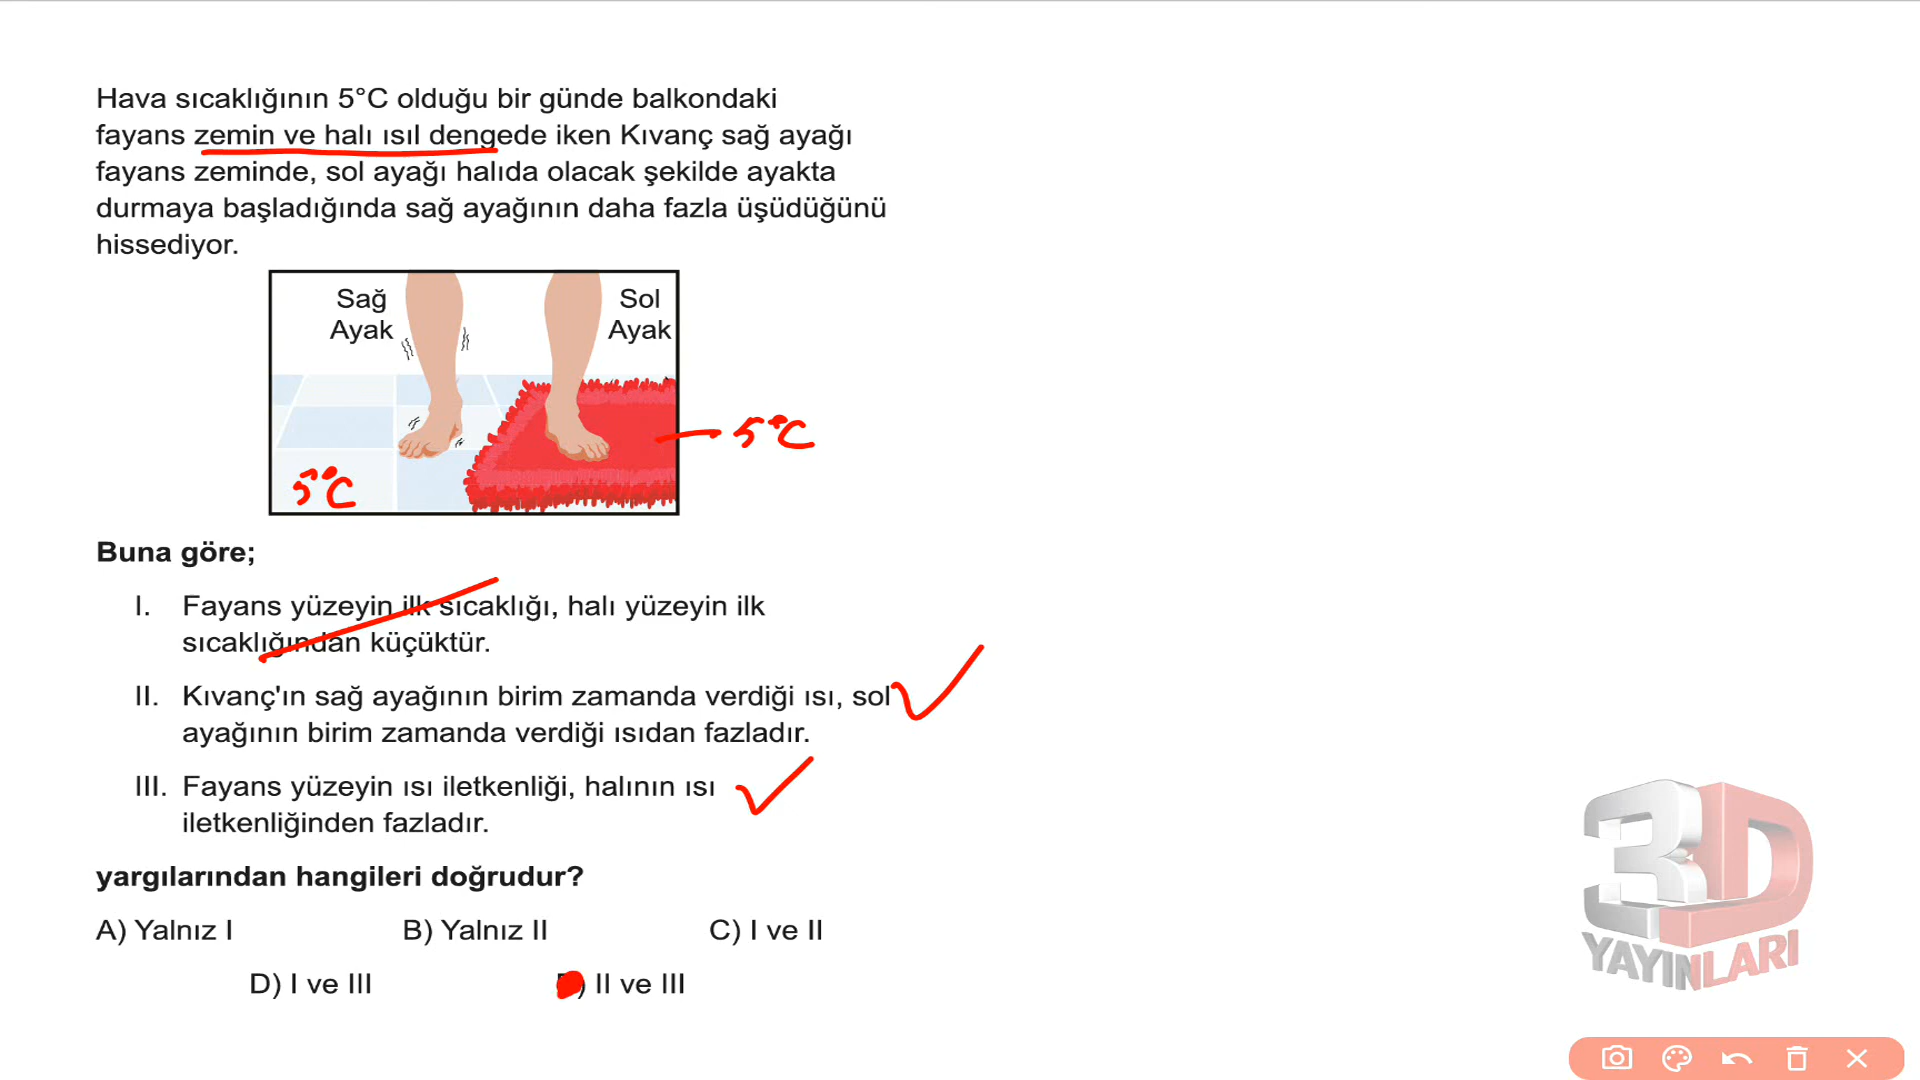 Hava sıcaklığının 5°C olduğu bir günde balkondaki
fayans zemin ve halı ısıl dengede iken Kıvanç sağ ayağı
fayans zeminde, sol ayağı halıda olacak şekilde ayakta
durmaya başladığında sağ ayağının daha fazla üşüdüğünü
hissediyor.
Sağ
Ayak
Sol
Ayak
5°C
5°C
Buna göre;
I. Fayans yüzeyin ilk sıcaklığı, halı yüzeyin ilk
sıcaklığından küçüktür.
II. Kıvanç'ın sağ ayağının birim zamanda verdiği ısı, sol
ayağının birim zamanda verdiği ısıdan fazladır.
III. Fayans yüzeyin ısı iletkenliği, halının ısı
iletkenliğinden fazladır.
yargılarından hangileri doğrudur?
A) Yalnız I B) Yalnız II C) I ve II
D) I ve III ) II ve III
3D
YAYINLARI